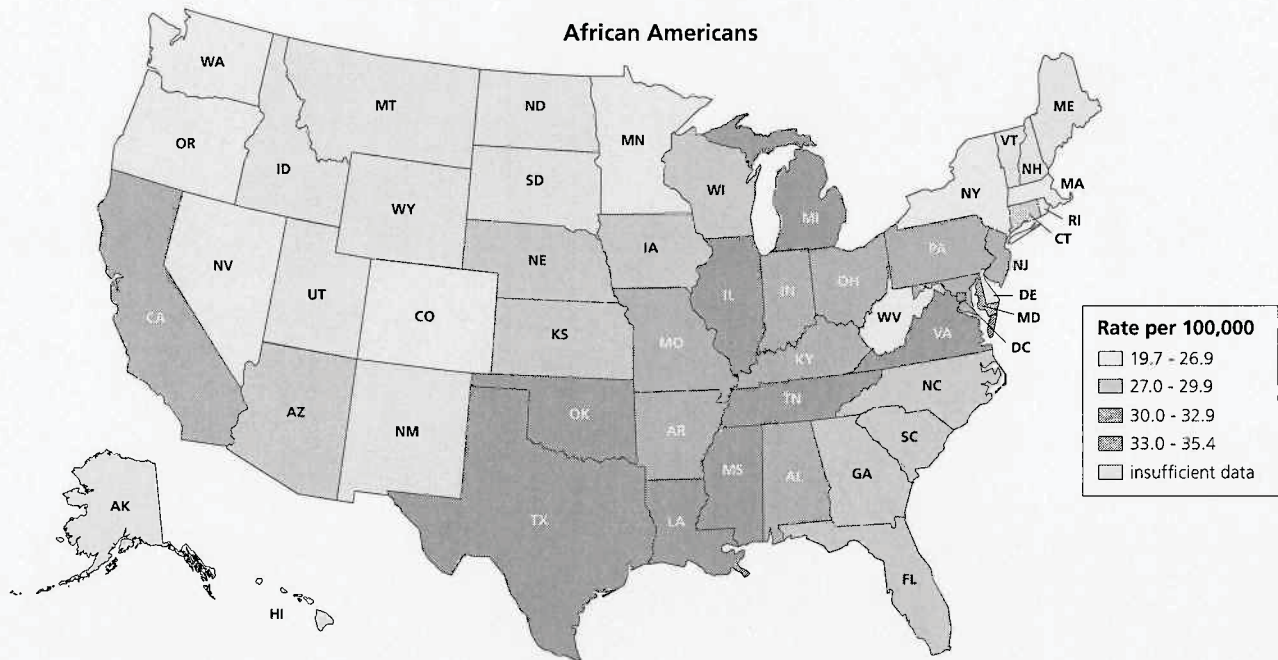 African Americans
WA
MT
ND
MN
ME
VT
NH
OR
ID
SD
WI
MI
NY
MA
RI
CT
WY
IA
NE
PA
NJ
NV
UT
CO
IL
IN
OH
DE
MD
DC
CA
KS
MO
WV
VA
KY
AZ
NM
OK
AR
TN
NC
SC
MS
AL
GA
TX
LA
FL
AK
HI
Rate per 100,000
19.7 - 26.9
27.0 - 29.9
30.0 - 32.9
33.0 - 35.4
insufficient data